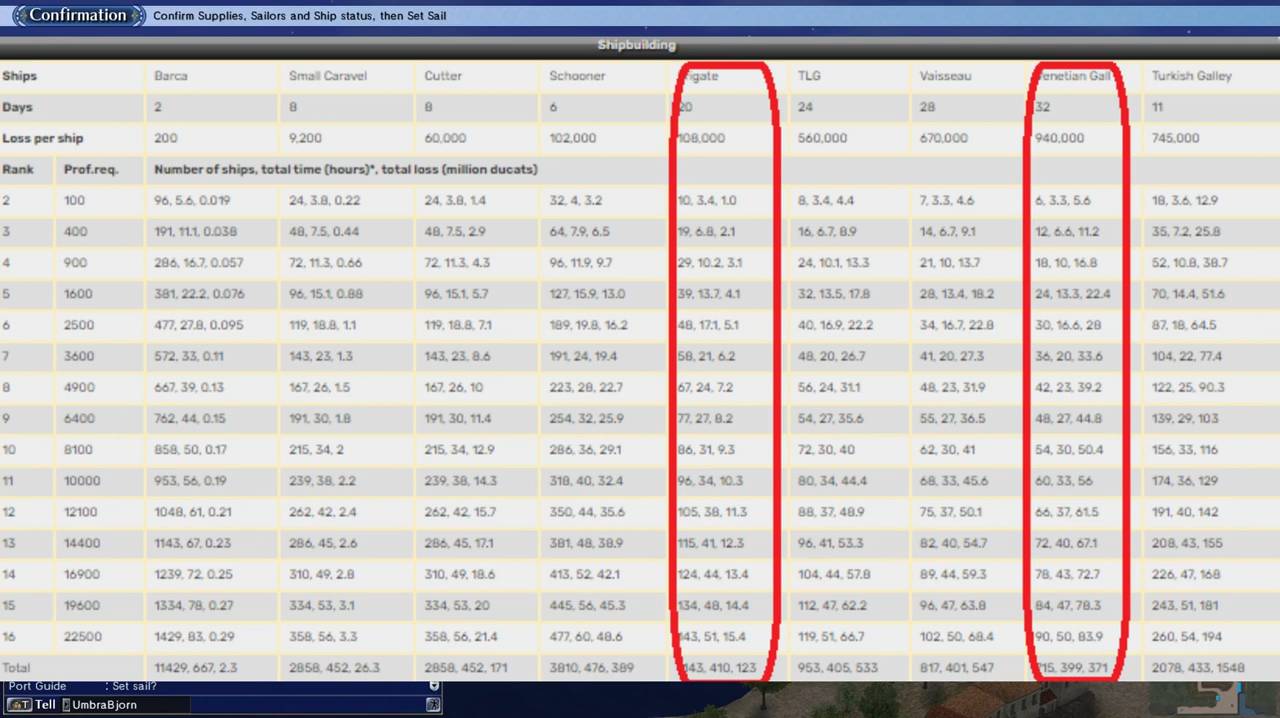 Confirmation Confirm Supplies, Sailors and Ship status, then Set Sail
Shipbuilding
Ships Barca Small Caravel Cutter Schooner igate TLG Vaisseau enetian Gall Turkish Galley
Days 2 8 8 6 20 24 28 32 11
Loss per ship 200 9,200 60,000 102,000 108,000 560,000 670,000 940,000 745,000
Rank Prof.req. Number of ships, total time (hours)*, total loss (million ducats)
2 100 96, 5.6, 0.019 24, 3.8, 0.22 24, 3.8, 1.4 32, 4, 3.2 10, 3.4, 1.0 8, 3.4, 4.4 7, 3.3, 4.6 6, 3.3, 5.6 18, 3.6, 12.9
3 400 191, 11.1, 0.038 48, 7.5, 0.44 48, 7.5, 2.9 64, 7.9, 6.5 19, 6.8, 2.1 16, 6.7, 8.9 14, 6.7, 9.1 12, 6.6, 11.2 35, 7.2, 25.8
4 900 286, 16.7, 0.057 72, 11.3, 0.66 72, 11.3, 4.3 96, 11.9, 9.7 29, 10.2, 3.1 24, 10.1, 13.3 21, 10, 13.7 18, 10, 16.8 52, 10.8, 38.7
5 1600 381, 22.2, 0.076 96, 15.1, 0.88 96, 15.1, 5.7 127, 15.9, 13.0 39, 13.7, 4.1 32, 13.5, 17.8 28, 13.4, 18.2 24, 13.3, 22.4 70, 14.4, 51.6
6 2500 477, 27.8, 0.095 119, 18.8, 1.1 119, 18.8, 7.1 189, 19.8, 16.2 48, 17.1, 5.1 40, 16.9, 22.2 34, 16.7, 22.8 30, 16.6, 28 87, 18, 64.5
7 3600 572, 33, 0.11 143, 23, 1.3 143, 23, 8.6 191, 24, 19.4 58, 21, 6.2 48, 20, 26.7 41, 20, 27.3 36, 20, 33.6 104, 22, 77.4
8 4900 667, 39, 0.13 167, 26, 1.5 167, 26, 10 223, 28, 22.7 67, 24, 7.2 56, 24, 31.1 48, 23, 31.9 42, 23, 39.2 122, 25, 90.3
9 6400 762, 44, 0.15 191, 30, 1.8 191, 30, 11.4 254, 32, 25.9 77, 27, 8.2 54, 27, 35.6 55, 27, 36.5 48, 27, 44.8 139, 29, 103
10 8100 858, 50, 0.17 215, 34, 2 215, 34, 12.9 286, 36, 29.1 86, 31, 9.3 72, 30, 40 62, 30, 41 54, 30, 50.4 156, 33, 116
11 10000 953, 56, 0.19 239, 38, 2.2 239, 38, 14.3 318, 40, 32.4 96, 34, 10.3 80, 34, 44.4 68, 33, 45.6 60, 33, 56 174, 36, 129
12 12100 1048, 61, 0.21 262, 42, 2.4 262, 42, 15.7 350, 44, 35.6 105, 38, 11.3 88, 37, 48.9 75, 37, 50.1 66, 37, 61.5 191, 40, 142
13 14400 1143, 67, 0.23 286, 45, 2.6 286, 45, 17.1 381, 48, 38.9 115, 41, 12.3 96, 41, 53.3 82, 40, 54.7 72, 40, 67.1 208, 43, 155
14 16900 1239, 72, 0.25 310, 49, 2.8 310, 49, 18.6 413, 52, 42.1 124, 44, 13.4 104, 44, 57.8 89, 44, 59.3 78, 43, 72.7 226, 47, 168
15 19600 1334, 78, 0.27 334, 53, 3.1 334, 53, 20 445, 56, 45.3 134, 48, 14.4 112, 47, 62.2 96, 47, 63.8 84, 47, 78.3 243, 51, 181
16 22500 1429, 83, 0.29 358, 56, 3.3 358, 56, 21.4 477, 60, 48.6 143, 51, 15.4 119, 51, 66.7 102, 50, 68.4 90, 50, 83.9 260, 54, 194
Total 11429, 667, 2.3 2858, 452, 26.3 2858, 452, 171 3810, 476, 389 143, 410, 123 953, 405, 533 817, 401, 547 715, 399, 371 2078, 433, 1548
Port Guide : Set sail?
T Tell UmbraBjorn